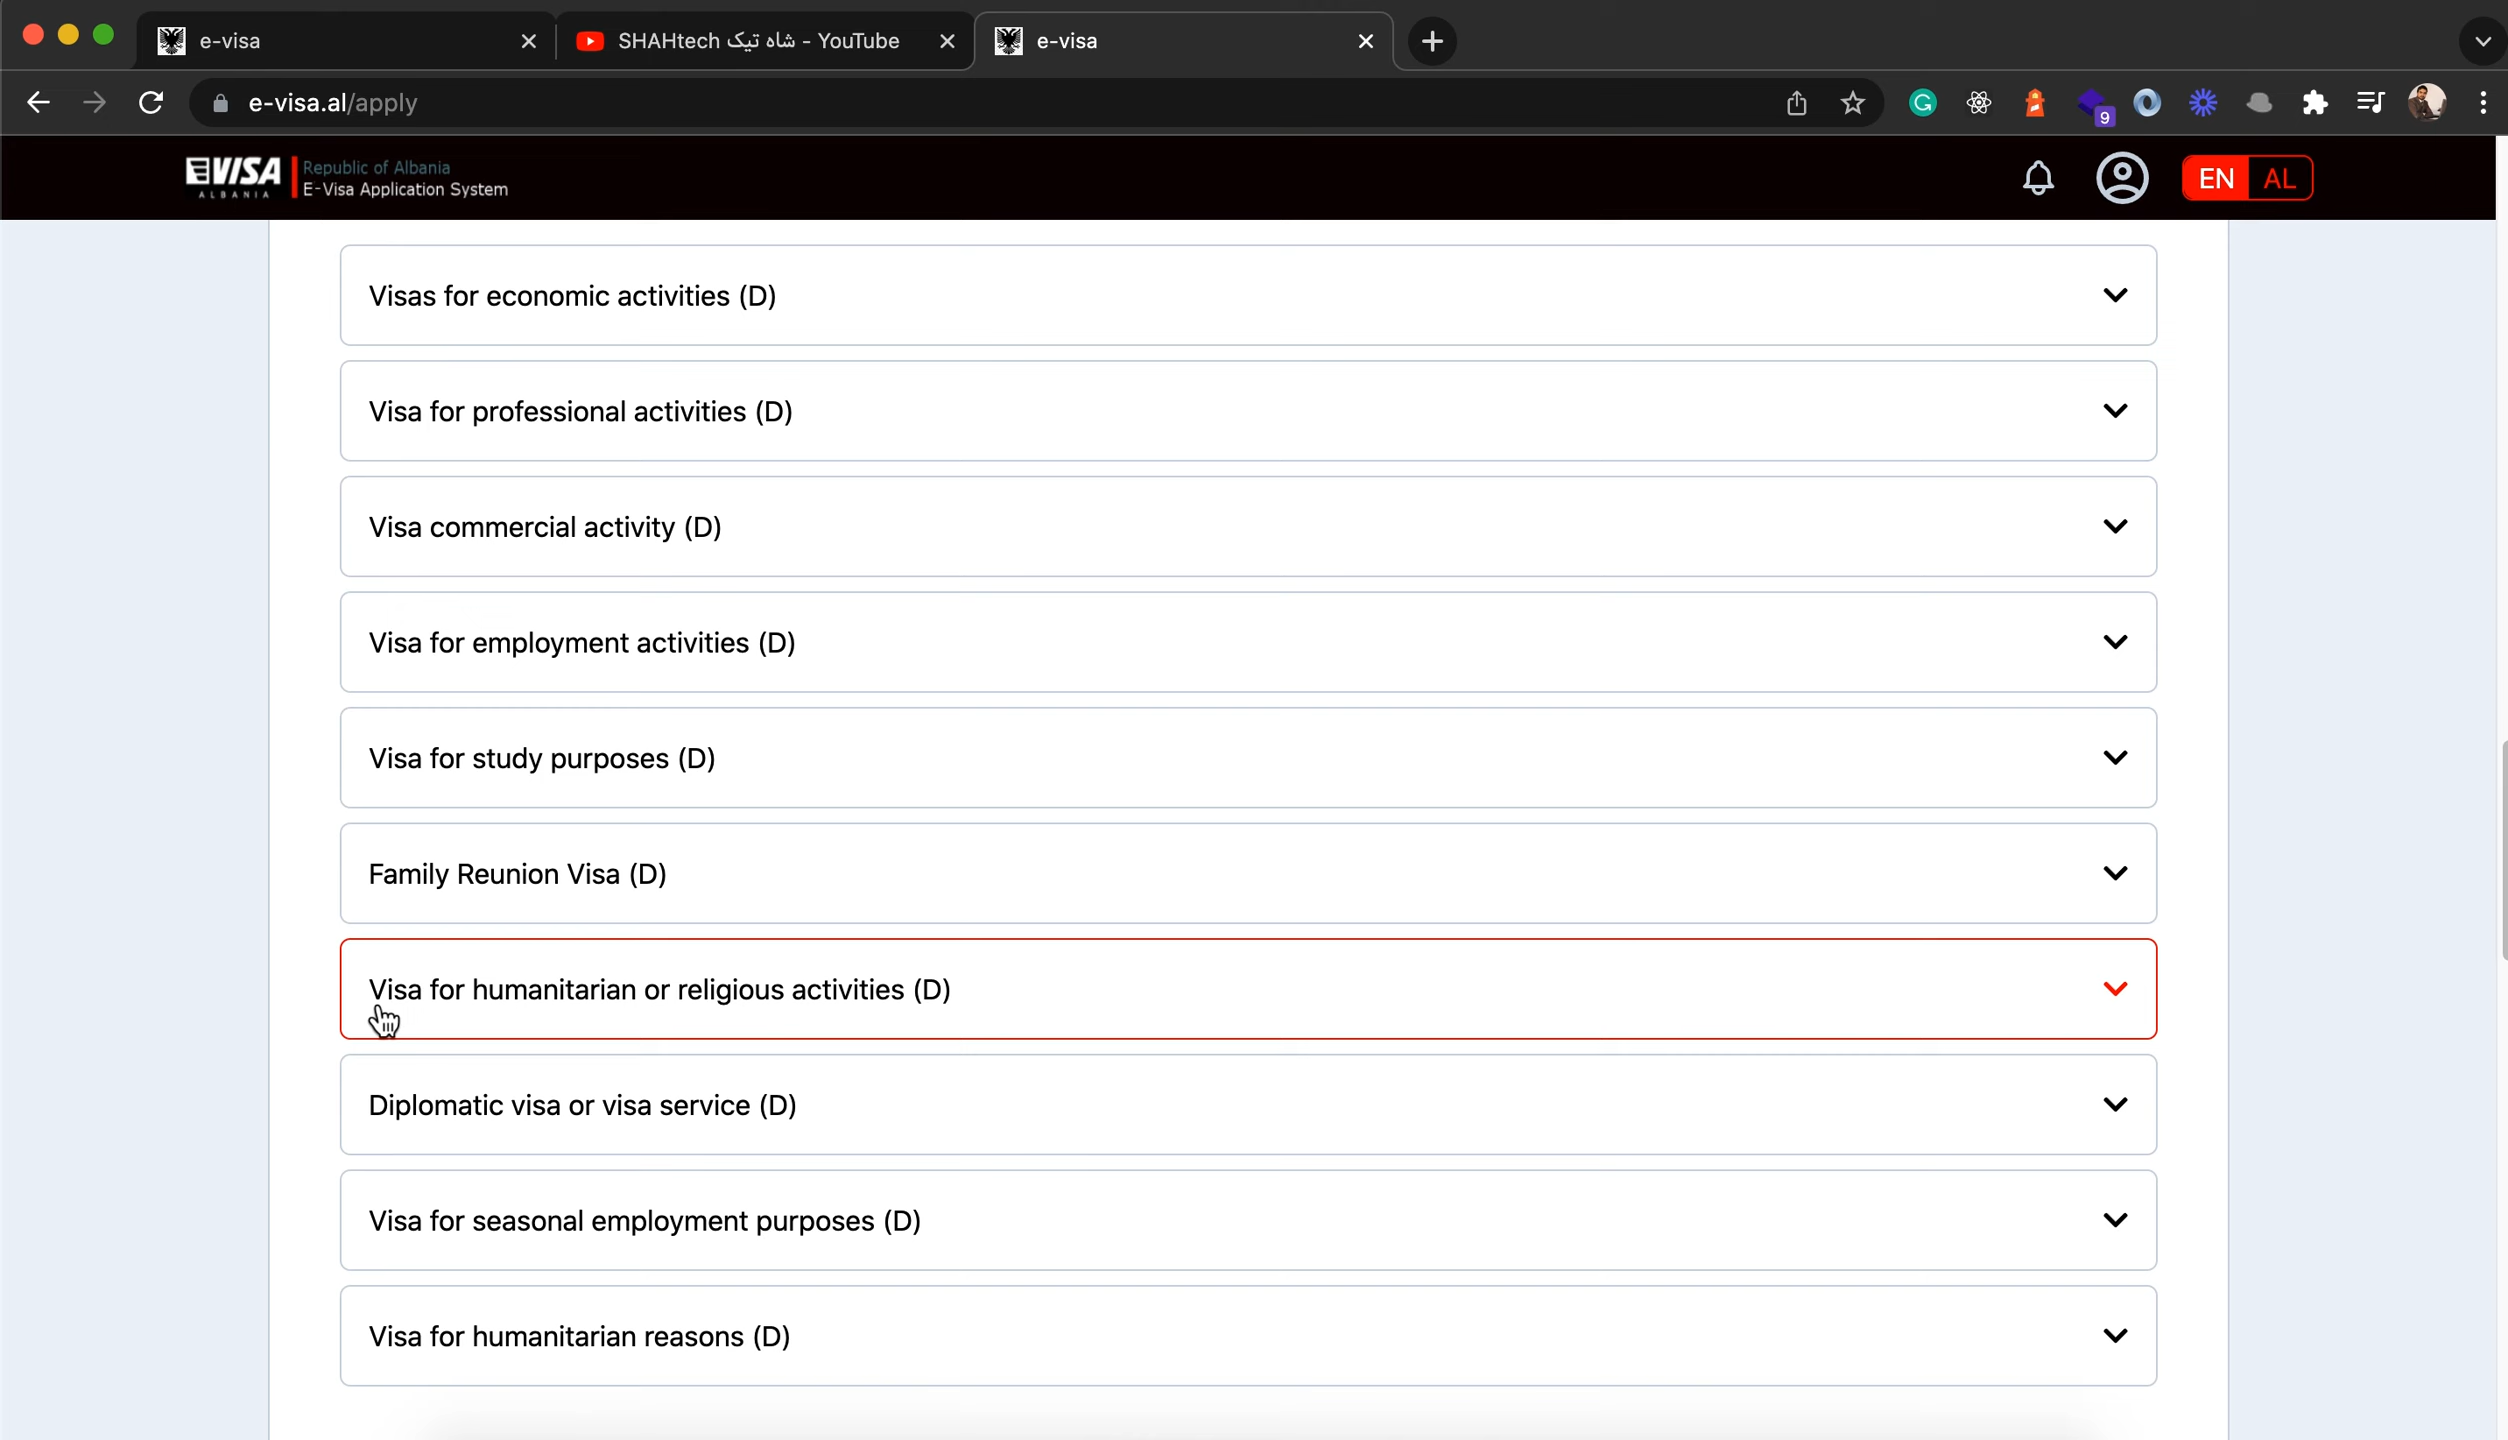 e-visa
SHAHtech شاه تیک - YouTube
e-visa
e-visa.al/apply
9
EVISA
ALBANIA
Republic of Albania
E-Visa Application System
EN
AL
Visas for economic activities (D)
Visa for professional activities (D)
Visa commercial activity (D)
Visa for employment activities (D)
Visa for study purposes (D)
Family Reunion Visa (D)
Visa for humanitarian or religious activities (D)
Diplomatic visa or visa service (D)
Visa for seasonal employment purposes (D)
Visa for humanitarian reasons (D)